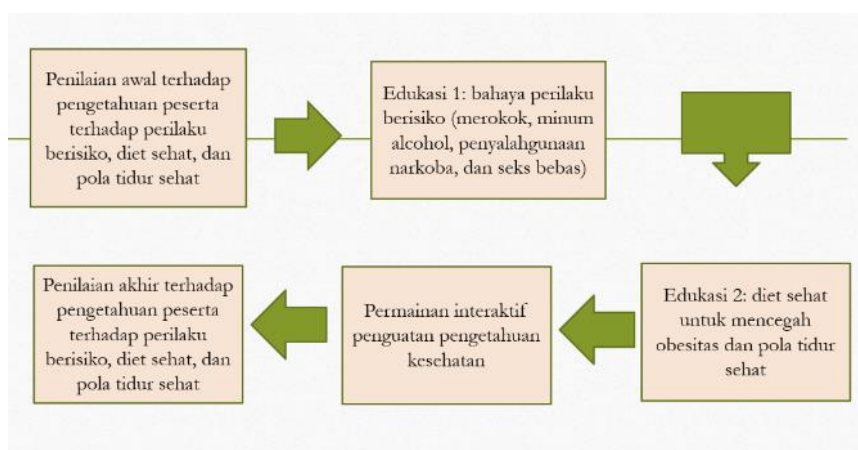 Penilaian awal terhadap
pengetahuan peserta
terhadap perilaku
berisiko, diet sehat, dan
pola tidur sehat
Edukasi 1: bahaya perilaku
berisiko (merokok, minum
alcohol, penyalahgunaan
narkoba, dan seks bebas)
Edukasi 2: diet sehat
untuk mencegah
obesitas dan pola tidur
sehat
Permainan interaktif
penguatan pengetahuan
kesehatan
Penilaian akhir terhadap
pengetahuan peserta
terhadap perilaku
berisiko, diet sehat, dan
pola tidur sehat